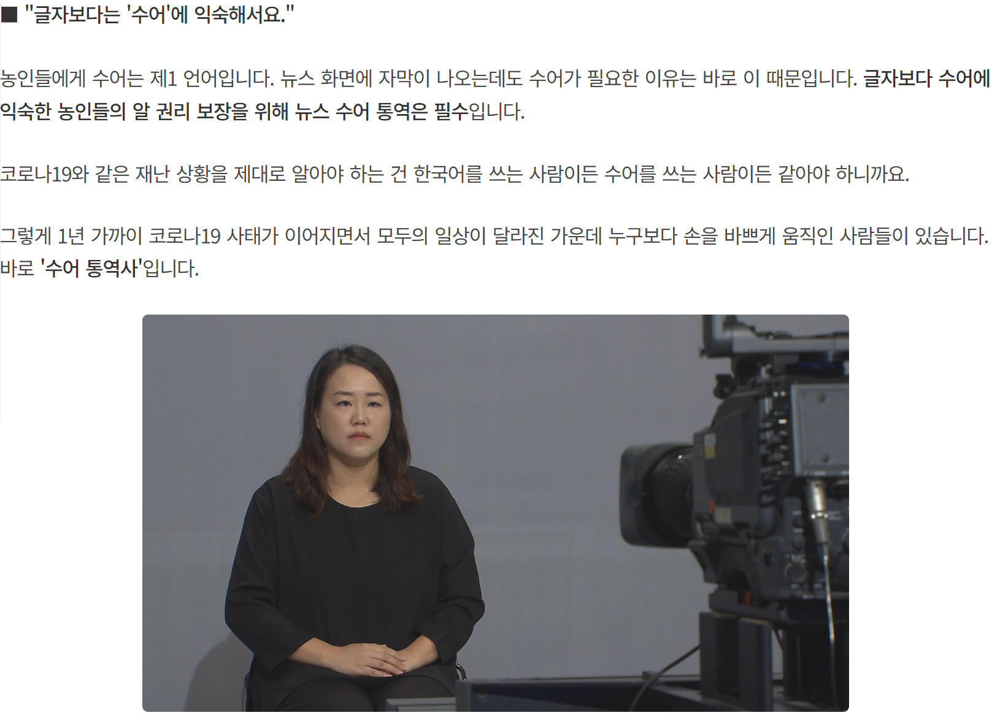 ■ "글자보다는 '수어'에 익숙해서요."
농인들에게 수어는 제1 언어입니다. 뉴스 화면에 자막이 나오는데도 수어가 필요한 이유는 바로 이 때문입니다. 글자보다 수어에
익숙한 농인들의 알 권리 보장을 위해 뉴스 수어 통역은 필수입니다.
코로나19와 같은 재난 상황을 제대로 알아야 하는 건 한국어를 쓰는 사람이든 수어를 쓰는 사람이든 같아야 하니까요.
그렇게 1년 가까이 코로나19 사태가 이어지면서 모두의 일상이 달라진 가운데 누구보다 손을 바쁘게 움직인 사람들이 있습니다.
바로 '수어 통역사'입니다.